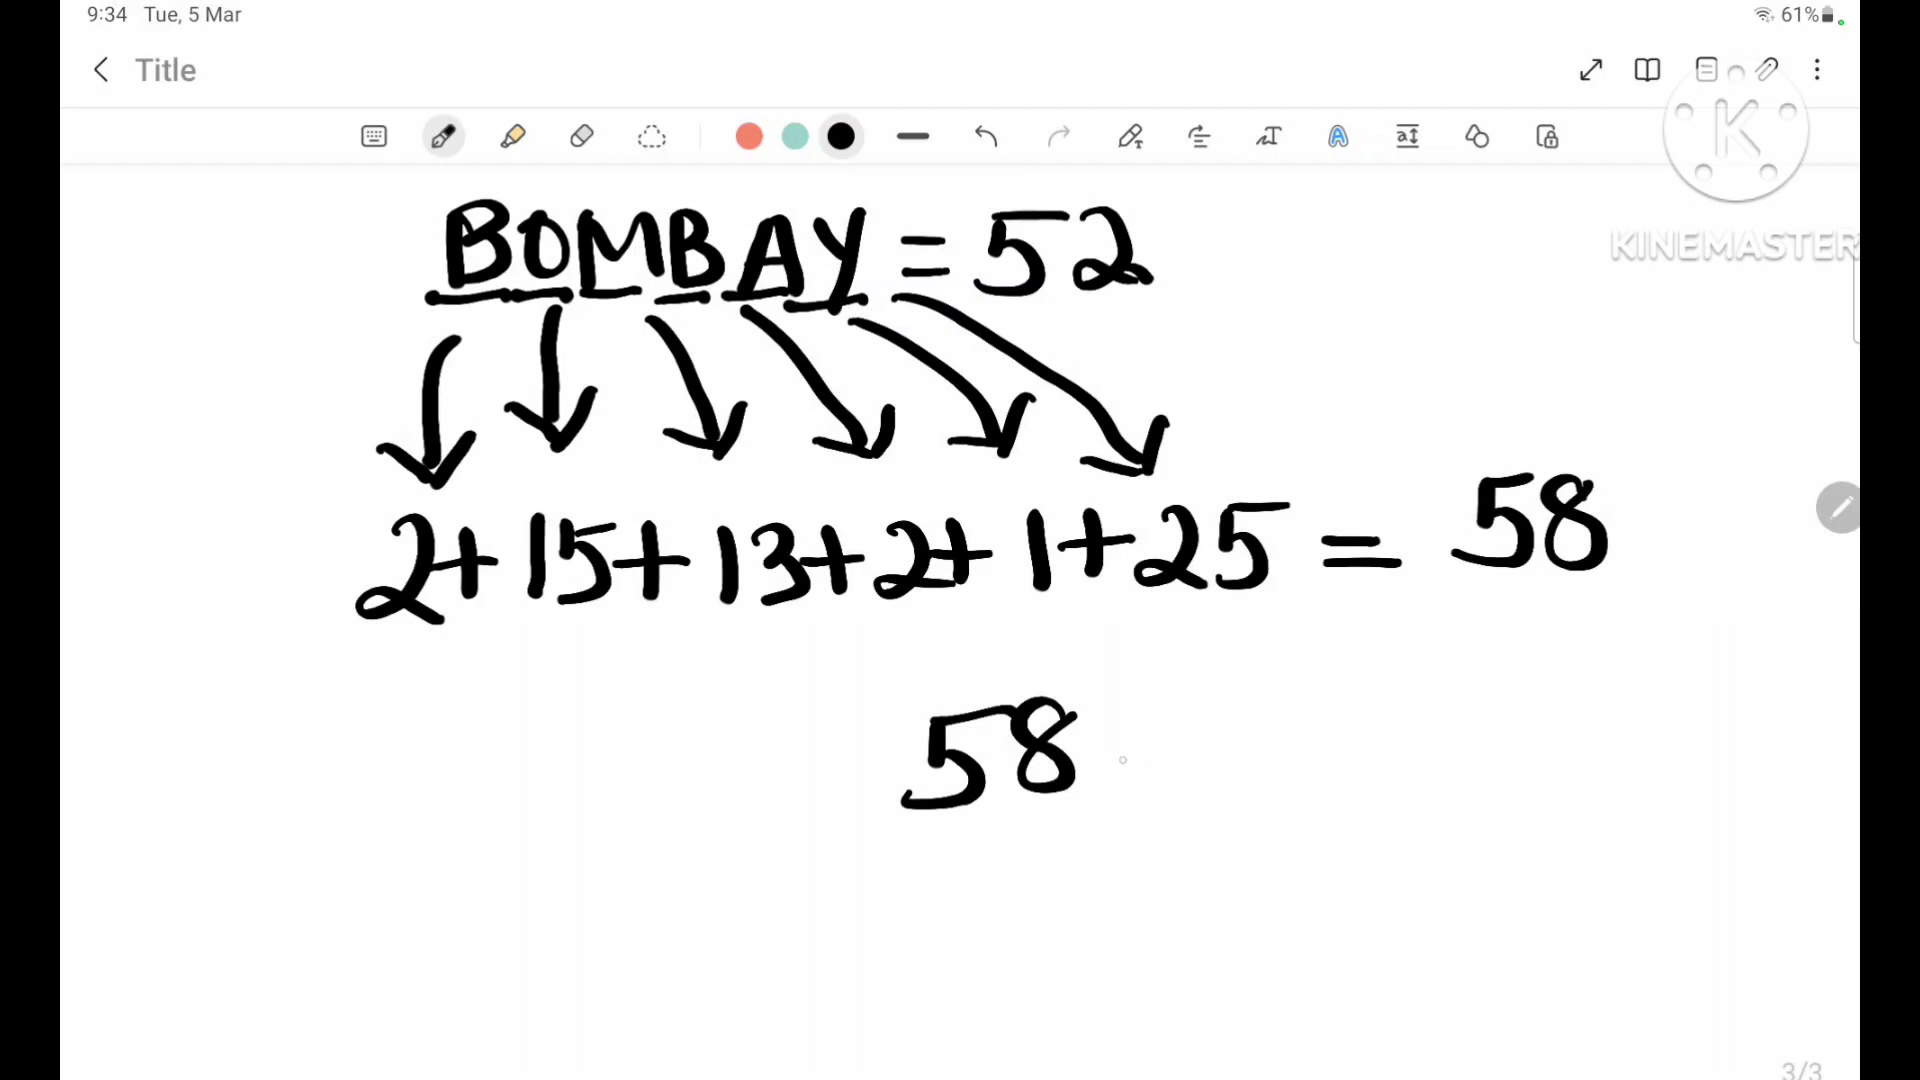 9:34 Tue, 5 Mar 61%
Title
K
KINEMASTER
BOMBAY = 52
2+15+13+2+1+25 = 58
58
3/3